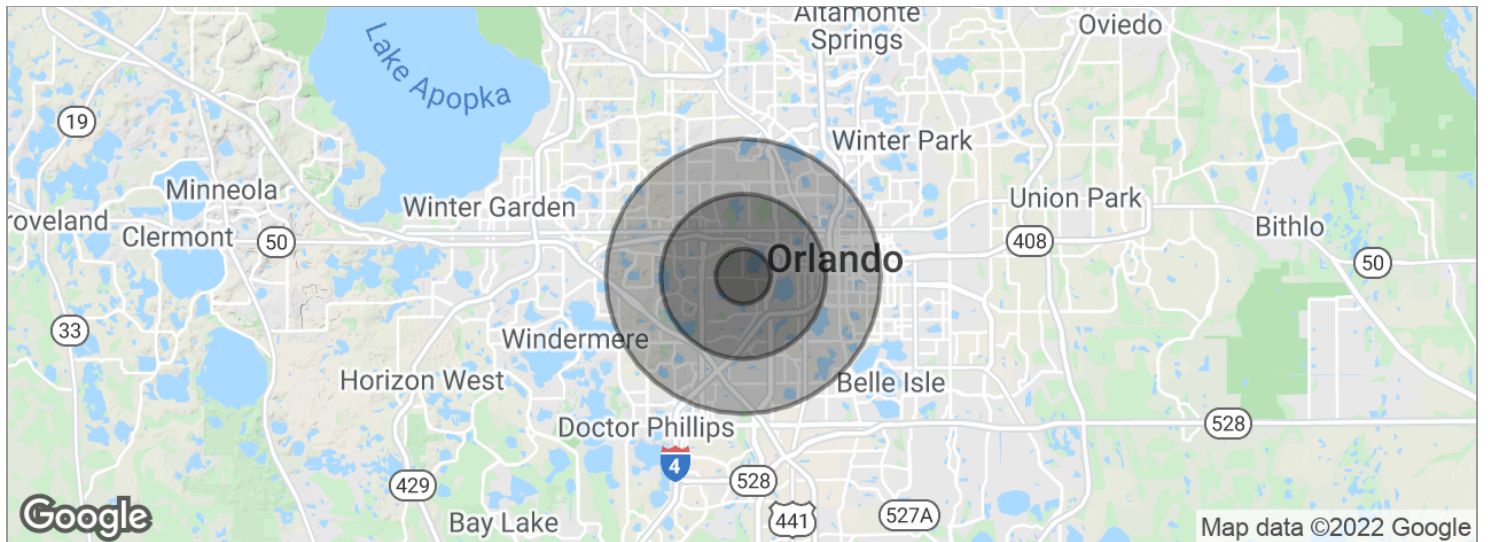 Altamonte
Springs
Oviedo
Lake Apopka
19
Winter Park
Minneola
Union Park
Winter Garden
roveland
Clermont
50
408
Bithlo
Orlando
50
33
Windermere
Horizon West
Belle Isle
Doctor Phillips
528
4
429
528
441
527A
Bay Lake
Google
Map data ©2022 Google